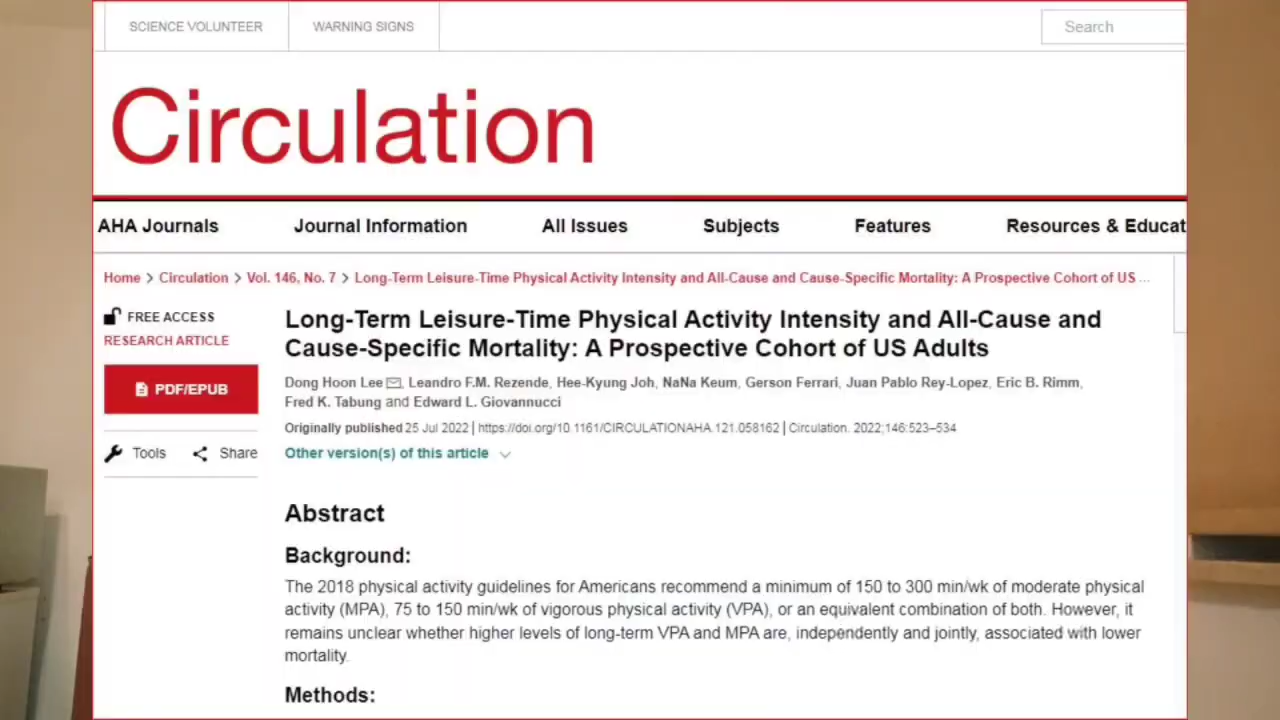 SCIENCE VOLUNTEER
WARNING SIGNS
Search
Circulation
AHA Journals
Journal Information
All Issues
Subjects
Features
Resources & Educat
Home > Circulation > Vol. 146, No. 7 > Long-Term Leisure-Time Physical Activity Intensity and All-Cause and Cause-Specific Mortality: A Prospective Cohort of US ...
FREE ACCESS
RESEARCH ARTICLE
PDF/EPUB
Tools
Share
Long-Term Leisure-Time Physical Activity Intensity and All-Cause and
Cause-Specific Mortality: A Prospective Cohort of US Adults
Dong Hoon Lee, Leandro F.M. Rezende, Hee-Kyung Joh, NaNa Keum, Gerson Ferrari, Juan Pablo Rey-Lopez, Eric B. Rimm,
Fred K. Tabung and Edward L. Giovannucci
Originally published 25 Jul 2022 | https://doi.org/10.1161/CIRCULATIONAHA.121.058162 | Circulation. 2022;146:523–534
Other version(s) of this article
Abstract
Background:
The 2018 physical activity guidelines for Americans recommend a minimum of 150 to 300 min/wk of moderate physical
activity (MPA), 75 to 150 min/wk of vigorous physical activity (VPA), or an equivalent combination of both. However, it
remains unclear whether higher levels of long-term VPA and MPA are, independently and jointly, associated with lower
mortality.
Methods: